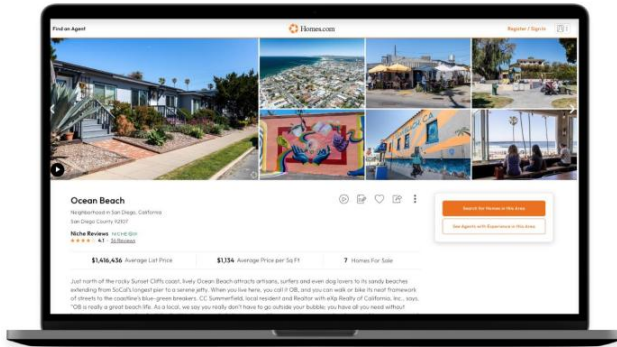 Find an Agent
Homes.com
Register / Sign In
Ocean Beach
Neighborhood in San Diego, California
San Diego County 92107
Niche Reviews NICHE
4.1 36 Reviews
$1,416,436 Average List Price
$1,134 Average Price per Sq Ft
7 Homes For Sale
Search for Homes in this Area
See Agents with Experience in this Area
Just north of the rocky Sunset Cliffs coast, lively Ocean Beach attracts artisans, surfers and even dog lovers to its sandy beaches
extending from SoCal's longest pier to a serene jetty. When you live here, you call it OB, and you can walk or bike its neat framework
of streets to the coastline's blue-green breakers. CC Summerfield, local resident and Realtor with eXp Realty of California, Inc., says,
"OB is really a great beach life. As a local, we say you really don't have to go outside your bubble; you have all you need without